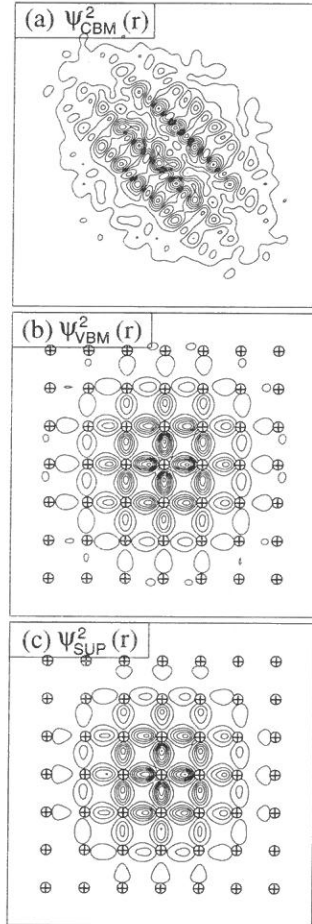 (a) Ψ²CBM (r)
(b) Ψ²VBM (r)
(c) Ψ²SUP (r)